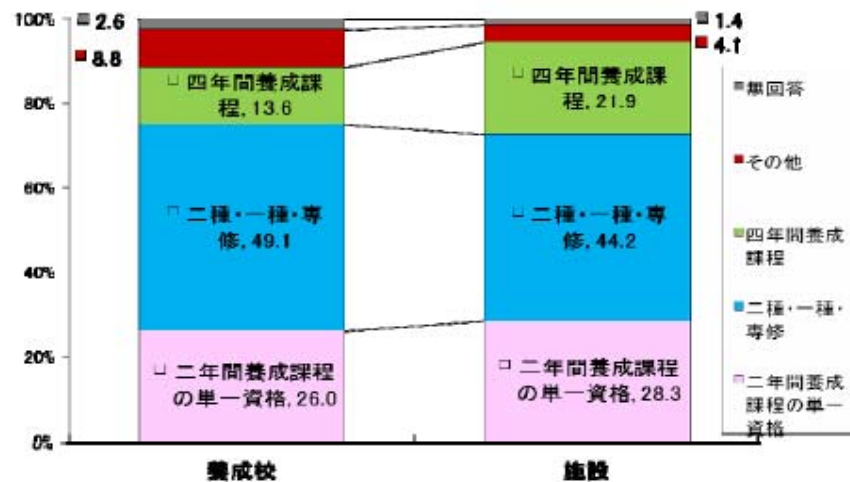 100%
80%
60%
40%
20%
0%
2.6
8.8
四年間養成課
程, 13.6
二種・一種・専
修, 49.1
二年間養成課程
の単一資格, 26.0
養成校
1.4
4.1
四年間養成課
程, 21.9
二種・一種・専
修, 44.2
二年間養成課程
の単一資格, 28.3
施設
無回答
その他
四年間養成
課程
二種・一種・
専修
二年間養成
課程の単一
資格